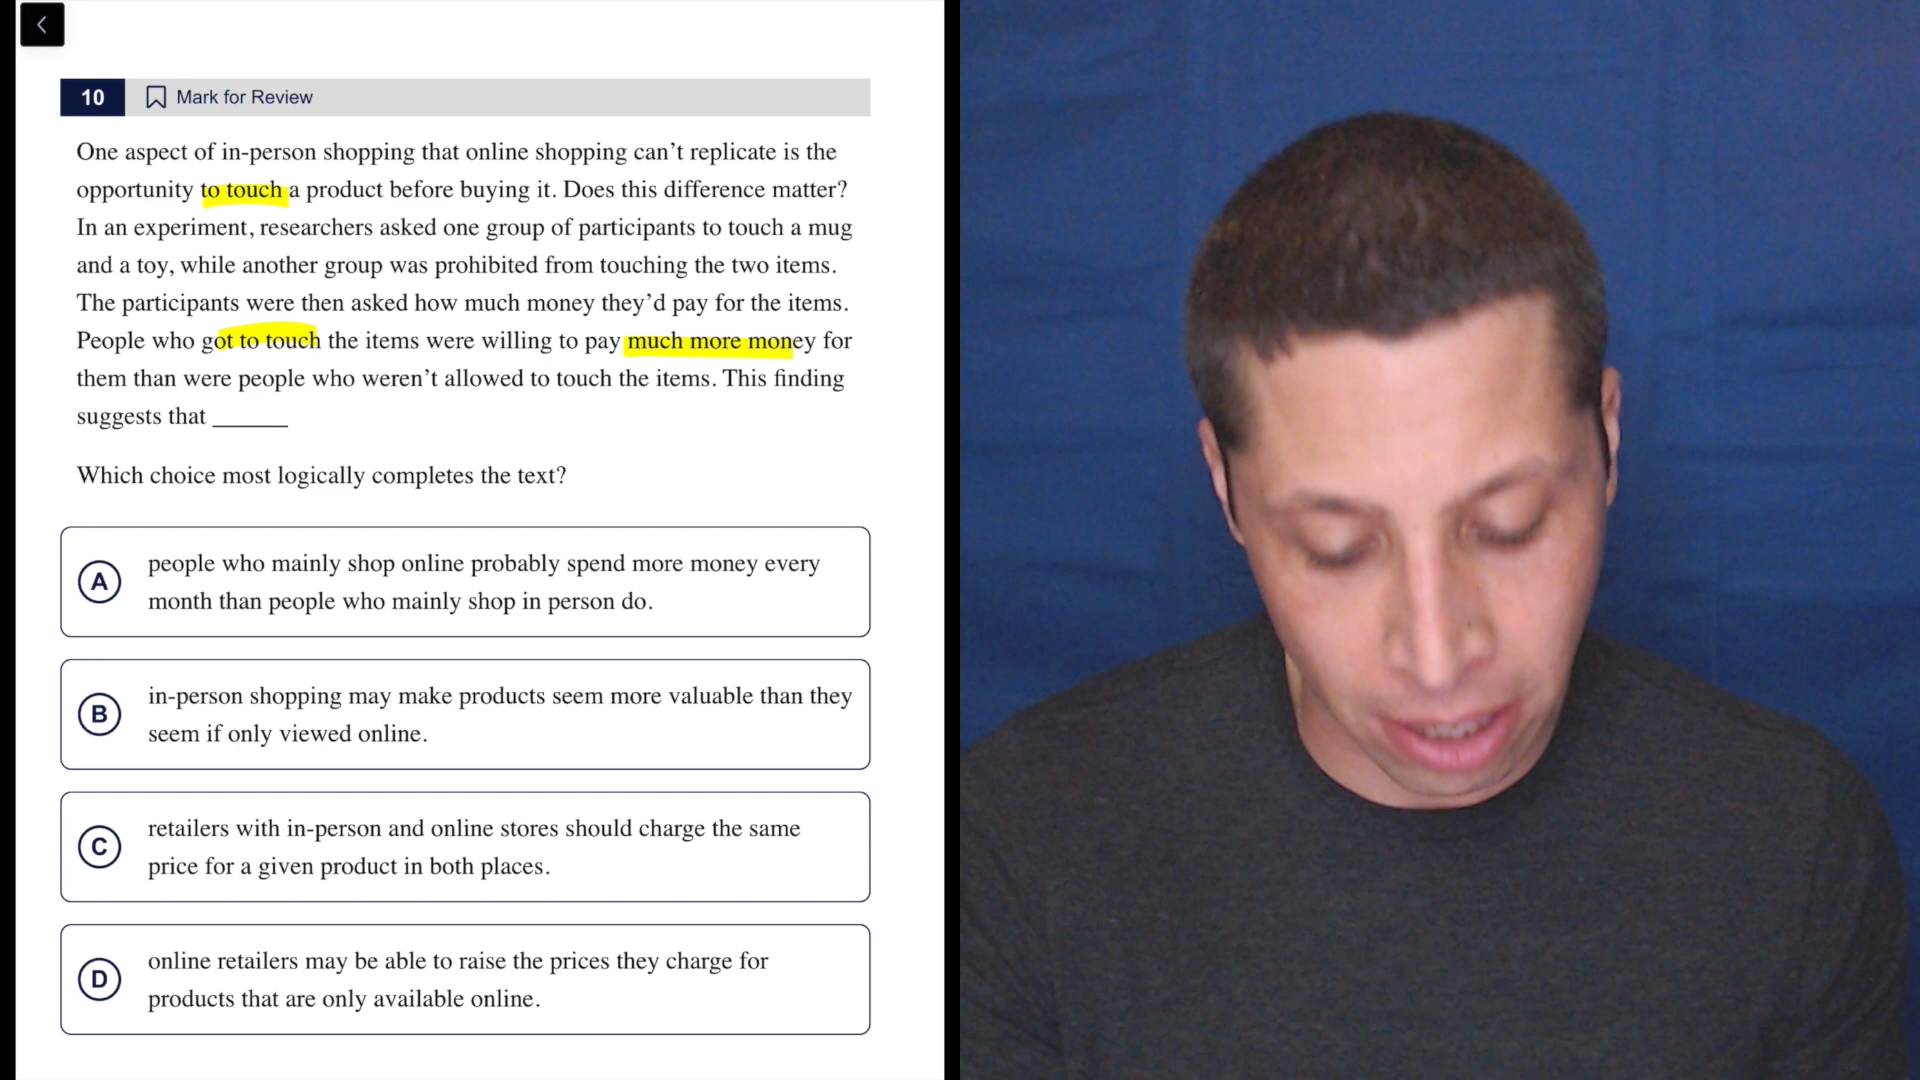 10 Mark for Review
One aspect of in-person shopping that online shopping can't replicate is the
opportunity to touch a product before buying it. Does this difference matter?
In an experiment, researchers asked one group of participants to touch a mug
and a toy, while another group was prohibited from touching the two items.
The participants were then asked how much money they'd pay for the items.
People who got to touch the items were willing to pay much more money for
them than were people who weren't allowed to touch the items. This finding
suggests that ______
Which choice most logically completes the text?
A people who mainly shop online probably spend more money every
month than people who mainly shop in person do.
B in-person shopping may make products seem more valuable than they
seem if only viewed online.
C retailers with in-person and online stores should charge the same
price for a given product in both places.
D online retailers may be able to raise the prices they charge for
products that are only available online.